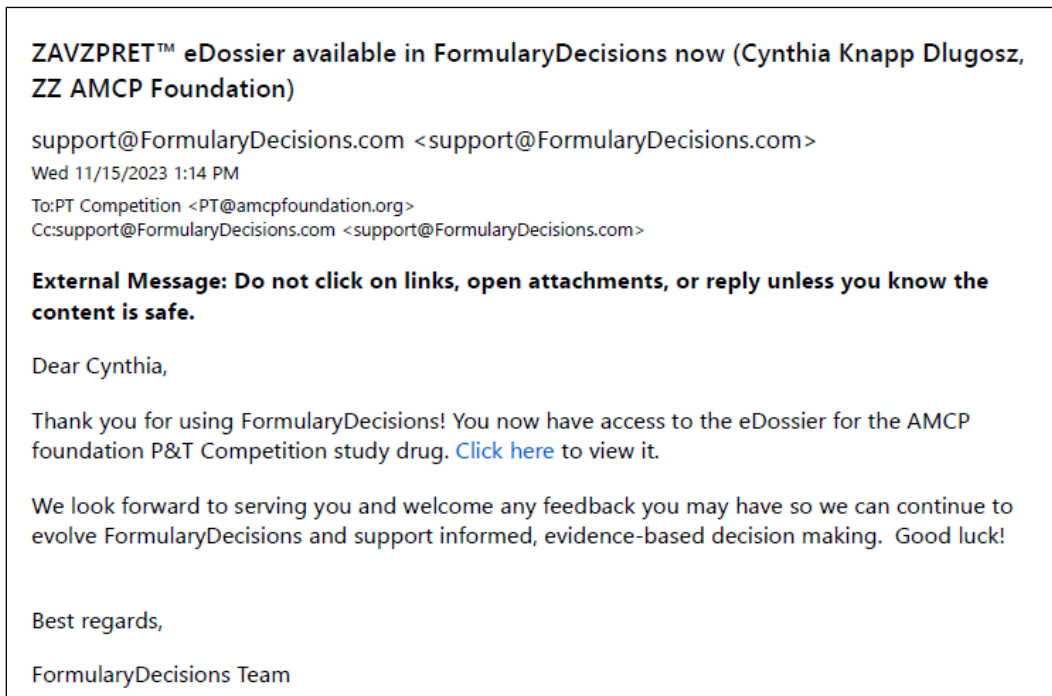 ZAVZPRET™ eDossier available in FormularyDecisions now (Cynthia Knapp Dlugosz,
ZZ AMCP Foundation)
support@FormularyDecisions.com <support@FormularyDecisions.com>
Wed 11/15/2023 1:14 PM
To:PT Competition <PT@amcpfoundation.org>
Cc:support@FormularyDecisions.com <support@FormularyDecisions.com>
External Message: Do not click on links, open attachments, or reply unless you know the
content is safe.
Dear Cynthia,
Thank you for using FormularyDecisions! You now have access to the eDossier for the AMCP
foundation P&T Competition study drug. Click here to view it.
We look forward to serving you and welcome any feedback you may have so we can continue to
evolve FormularyDecisions and support informed, evidence-based decision making.  Good luck!
Best regards,
FormularyDecisions Team